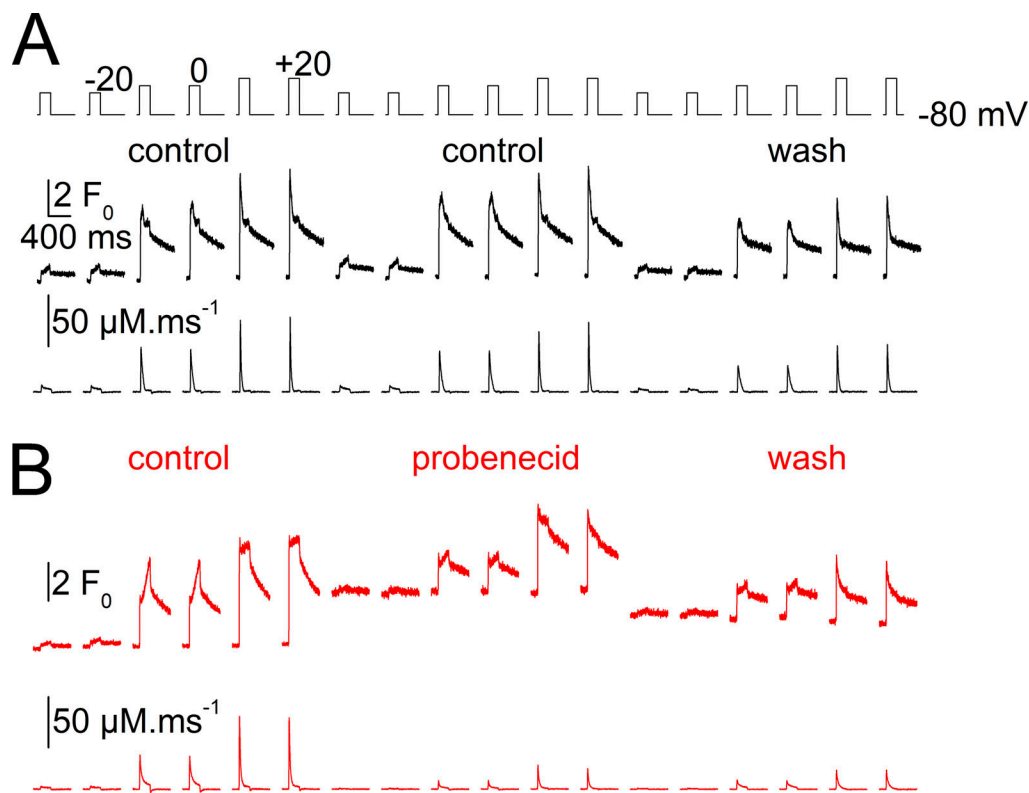 A
-20
0
+20
-80 mV
control
control
wash
2 F0
400 ms
50 µM.ms-1
B
control
probenecid
wash
2 F0
50 µM.ms-1